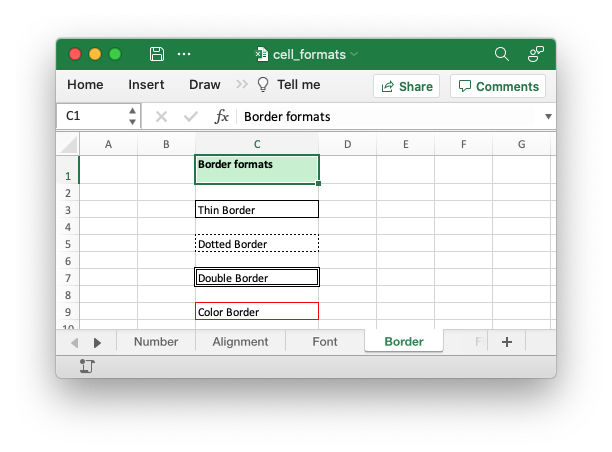 cell_formats
Home Insert Draw Tell me Share Comments
C1 fx Border formats
A B C D E F G
1 Border formats
2
3 Thin Border
4
5 Dotted Border
6
7 Double Border
8
9 Color Border
10
Number Alignment Font Border